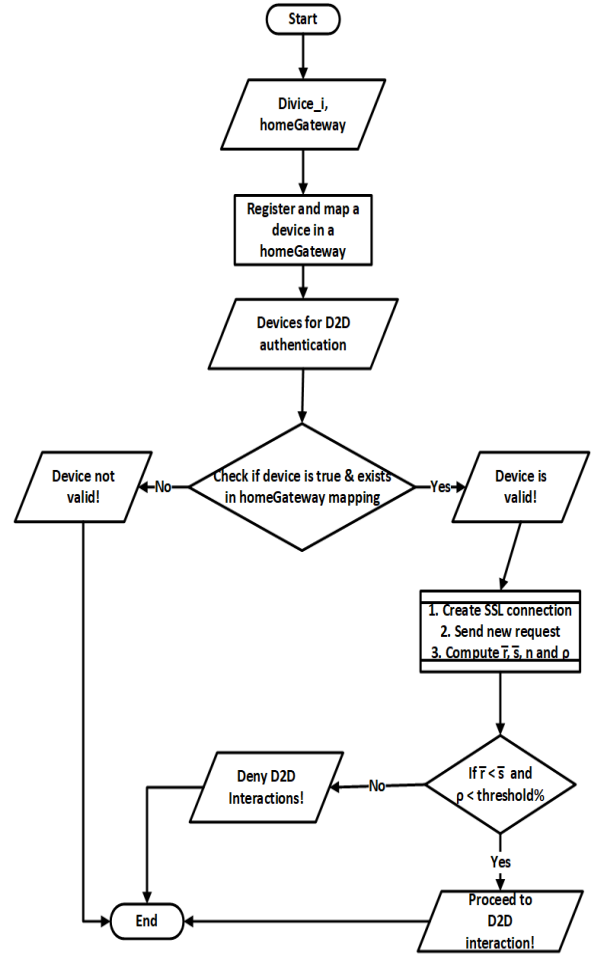 Start
Divice_i,
homeGateway
Register and map a
device in a
homeGateway
Devices for D2D
authentication
Check if device is true & exists
in homeGateway mapping
No
Device not
valid!
Yes
Device is
valid!
1. Create SSL connection
2. Send new request
3. Compute r̅, s̅, n and ρ
If r̅ < s̅ and
ρ < threshold%
No
Deny D2D
Interactions!
Yes
Proceed to
D2D
interaction!
End